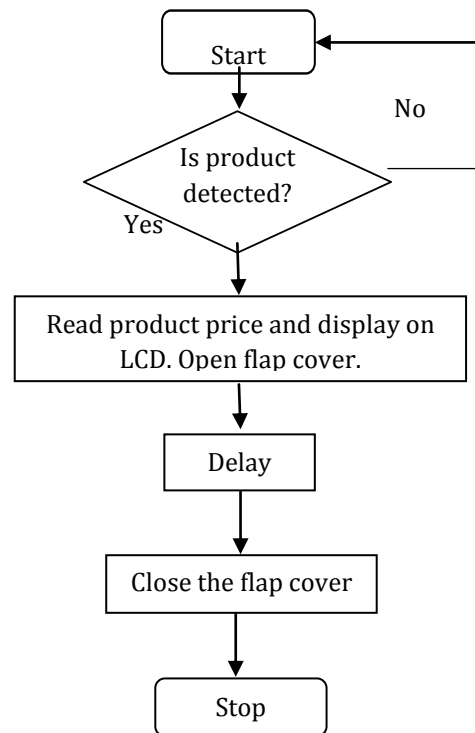 Start
No
Is product
detected?
Yes
Read product price and display on
LCD. Open flap cover.
Delay
Close the flap cover
Stop